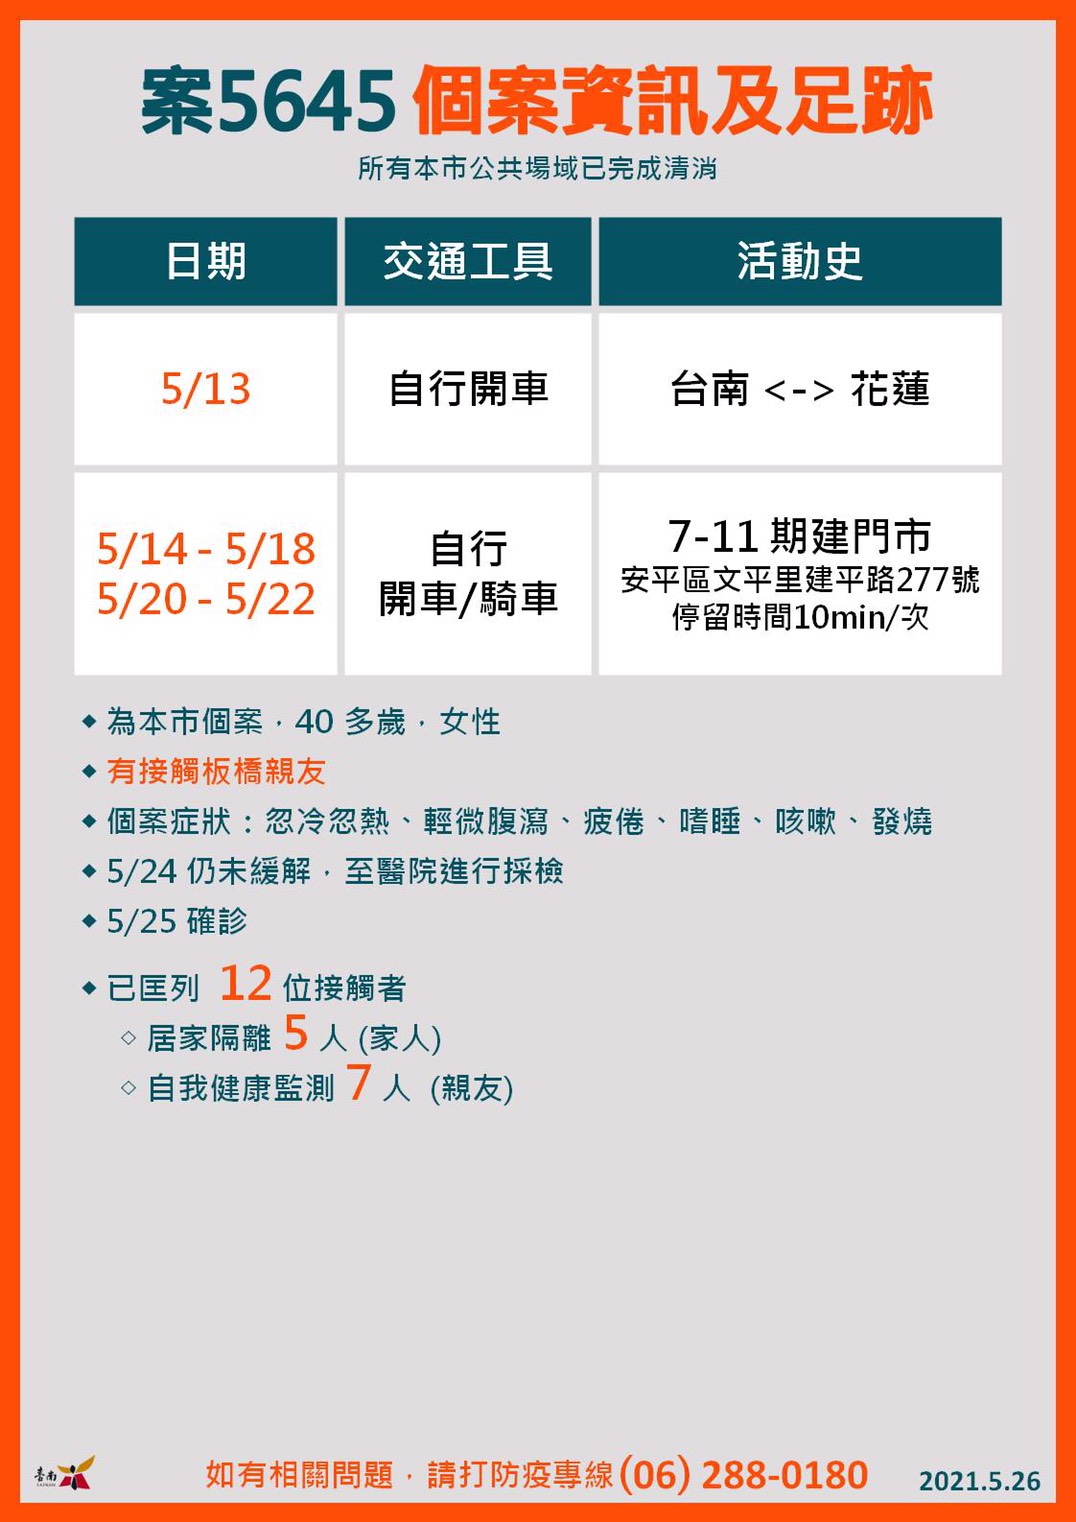 案5645 個案資訊及足跡
所有本市公共場域已完成清消
日期 交通工具 活動史
5/13 自行開車 台南 <-> 花蓮
5/14 - 5/18
5/20 - 5/22
自行
開車/騎車
7-11 期建門市
安平區文平里建平路277號
停留時間10min/次
◆ 為本市個案，40 多歲，女性
◆ 有接觸板橋親友
◆ 個案症狀：忽冷忽熱、輕微腹瀉、疲倦、嗜睡、咳嗽、發燒
◆ 5/24 仍未緩解，至醫院進行採檢
◆ 5/25 確診
◆ 已匡列 12 位接觸者
◇ 居家隔離 5 人 (家人)
◇ 自我健康監測 7 人 (親友)
臺南
TAINAN
如有相關問題，請打防疫專線(06) 288-0180
2021.5.26